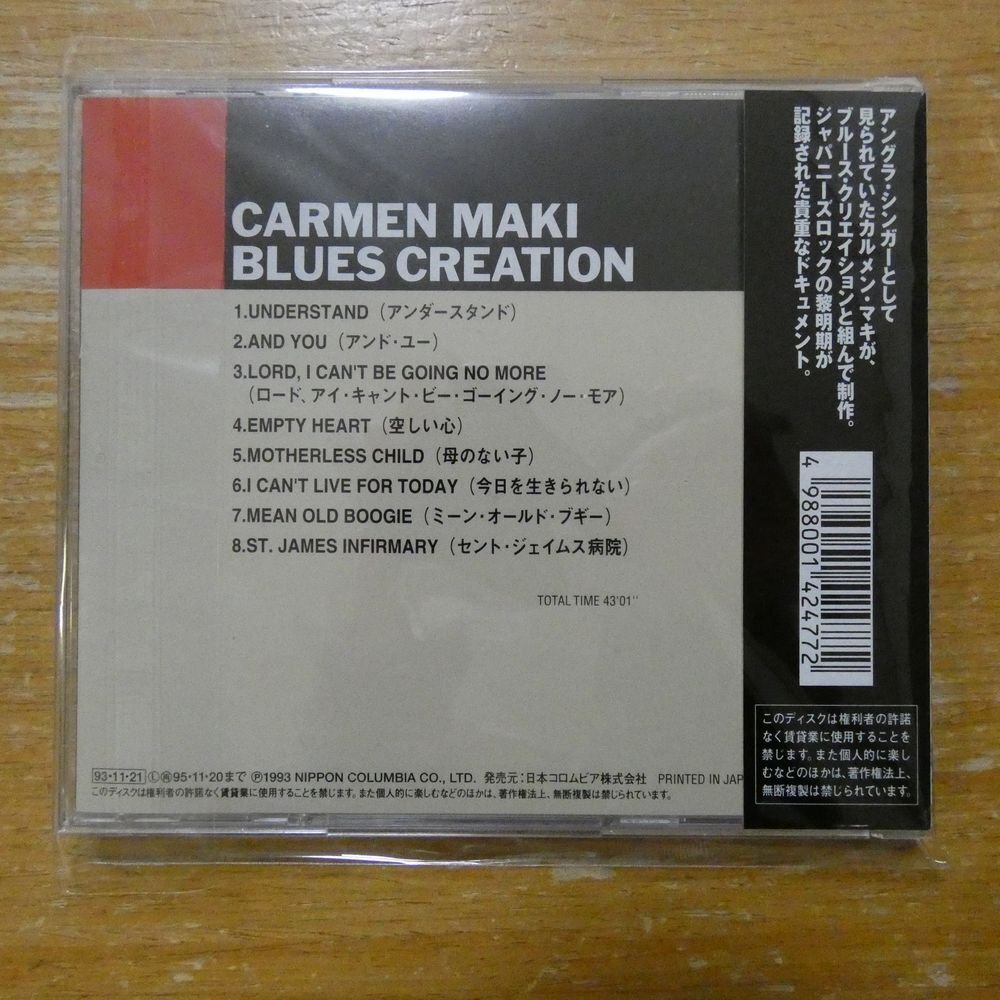 CARMEN MAKI
BLUES CREATION
1.UNDERSTAND (アンダースタンド)
2.AND YOU (アンド・ユー)
3.LORD, I CAN'T BE GOING NO MORE
(ロード、アイ・キャント・ビー・ゴーイング・ノー・モア)
4.EMPTY HEART (空しい心)
5.MOTHERLESS CHILD (母のない子)
6.I CAN'T LIVE FOR TODAY (今日を生きられない)
7.MEAN OLD BOOGIE (ミーン・オールド・ブギー)
8.ST. JAMES INFIRMARY (セント・ジェイムス病院)
TOTAL TIME 43'01''
93・11・21 Ⓛ㊢95・11・20まで Ⓟ1993 NIPPON COLUMBIA CO., LTD. 発売元:日本コロムビア株式会社 PRINTED IN JAP
このディスクは権利者の許諾なく賃貸業に使用することを禁じます。また個人的に楽しむなどのほかは、著作権法上、無断複製は禁じられています。
アングラ・シンガーとして
見られていたカルメン・マキが、
ブルース・クリエイションと組んで制作。
ジャパニーズロックの黎明期が
記録された貴重なドキュメント。
4 988001 424772
このディスクは権利者の許諾
なく賃貸業に使用することを
禁じます。また個人的に楽し
むなどのほかは、著作権法上、
無断複製は禁じられています。